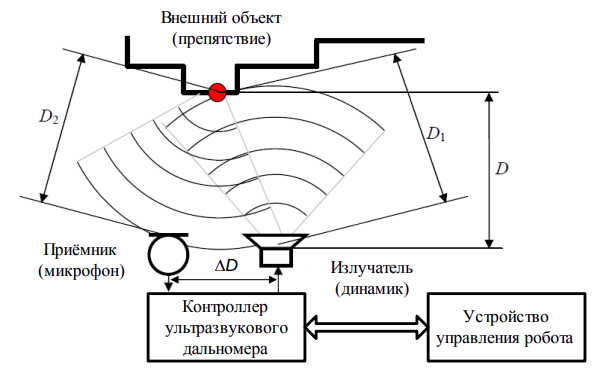 Внешний объект
(препятствие)
D2
D1
D
Приёмник
(микрофон)
ΔD
Излучатель
(динамик)
Контроллер
ультразвукового
дальномера
Устройство
управления робота